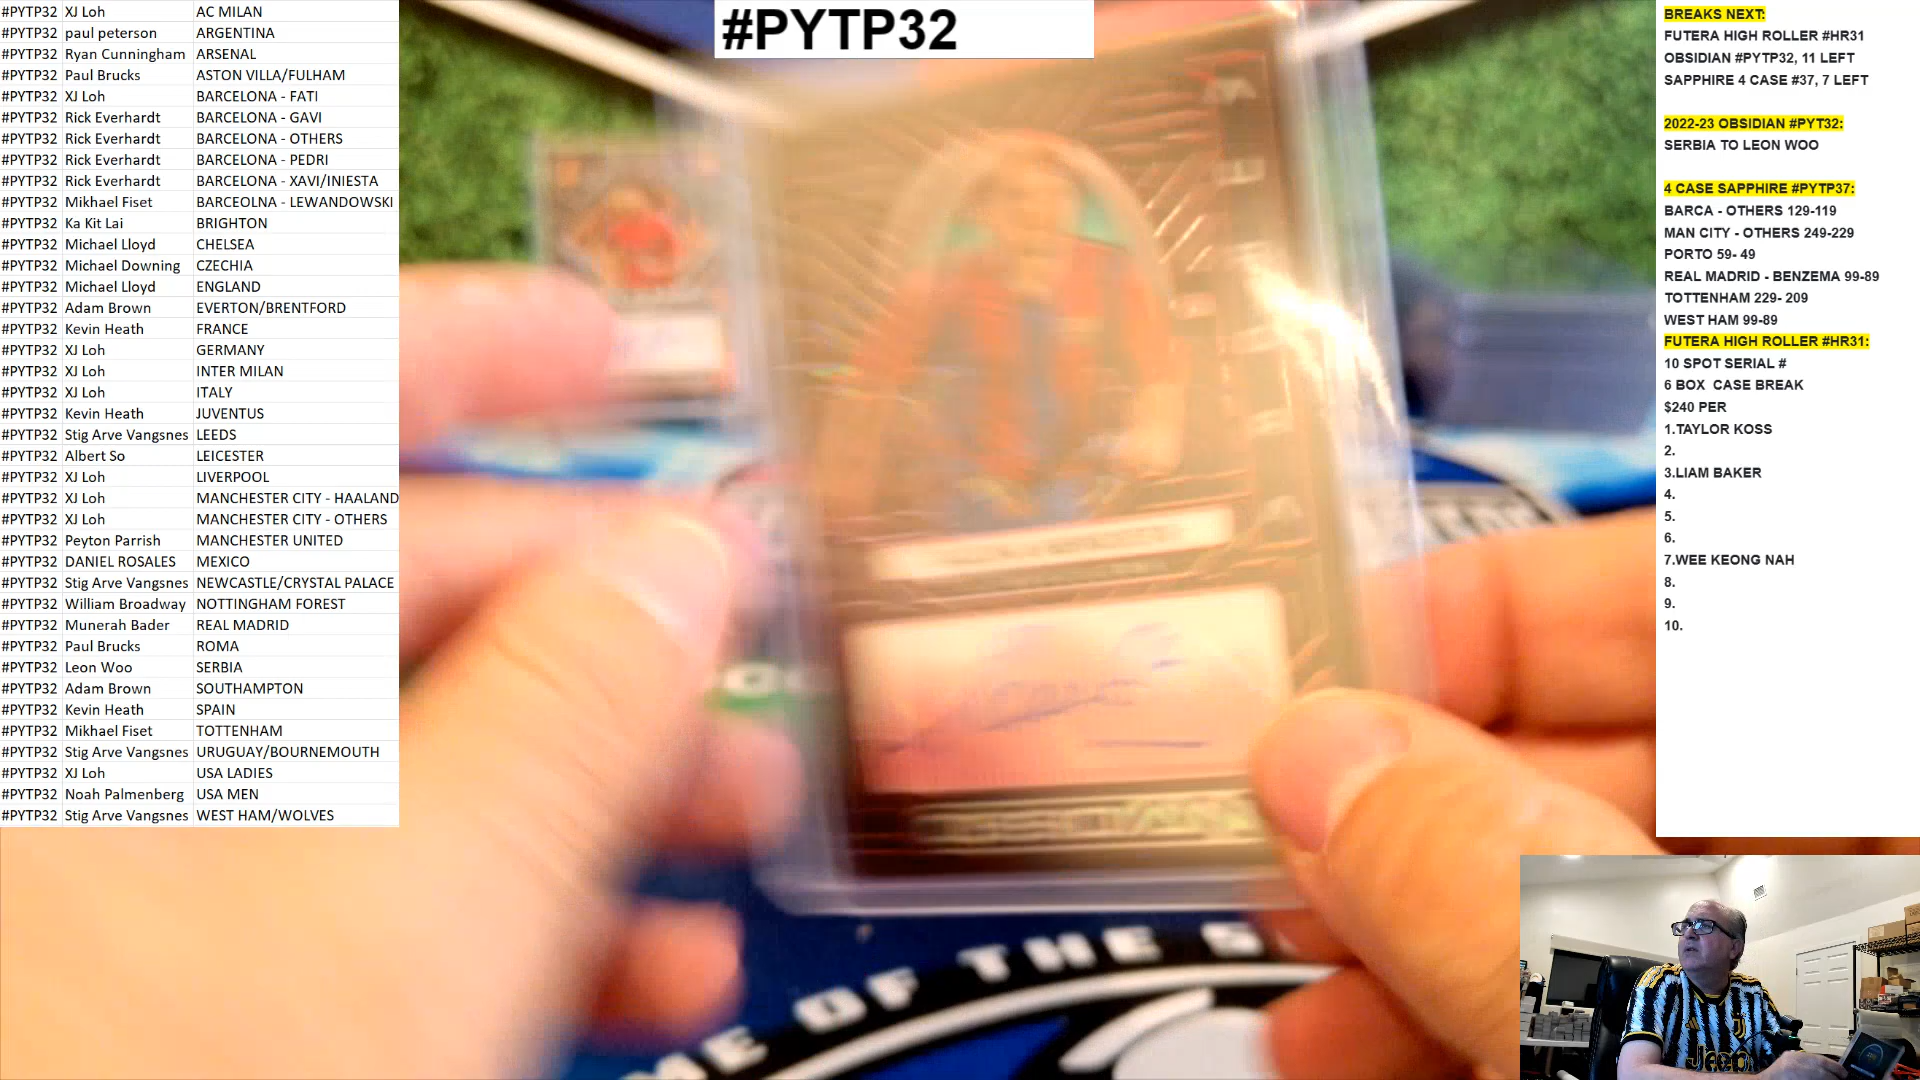 #PYTP32 XJ Loh AC MILAN
#PYTP32 paul peterson ARGENTINA
#PYTP32 Ryan Cunningham ARSENAL
#PYTP32 Paul Brucks ASTON VILLA/FULHAM
#PYTP32 XJ Loh BARCELONA - FATI
#PYTP32 Rick Everhardt BARCELONA - GAVI
#PYTP32 Rick Everhardt BARCELONA - OTHERS
#PYTP32 Rick Everhardt BARCELONA - PEDRI
#PYTP32 Rick Everhardt BARCELONA - XAVI/INIESTA
#PYTP32 Mikhael Fiset BARCEOLNA - LEWANDOWSKI
#PYTP32 Ka Kit Lai BRIGHTON
#PYTP32 Michael Lloyd CHELSEA
#PYTP32 Michael Downing CZECHIA
#PYTP32 Michael Lloyd ENGLAND
#PYTP32 Adam Brown EVERTON/BRENTFORD
#PYTP32 Kevin Heath FRANCE
#PYTP32 XJ Loh GERMANY
#PYTP32 XJ Loh INTER MILAN
#PYTP32 XJ Loh ITALY
#PYTP32 Kevin Heath JUVENTUS
#PYTP32 Stig Arve Vangsnes LEEDS
#PYTP32 Albert So LEICESTER
#PYTP32 XJ Loh LIVERPOOL
#PYTP32 XJ Loh MANCHESTER CITY - HAALAND
#PYTP32 XJ Loh MANCHESTER CITY - OTHERS
#PYTP32 Peyton Parrish MANCHESTER UNITED
#PYTP32 DANIEL ROSALES MEXICO
#PYTP32 Stig Arve Vangsnes NEWCASTLE/CRYSTAL PALACE
#PYTP32 William Broadway NOTTINGHAM FOREST
#PYTP32 Munerah Bader REAL MADRID
#PYTP32 Paul Brucks ROMA
#PYTP32 Leon Woo SERBIA
#PYTP32 Adam Brown SOUTHAMPTON
#PYTP32 Kevin Heath SPAIN
#PYTP32 Mikhael Fiset TOTTENHAM
#PYTP32 Stig Arve Vangsnes URUGUAY/BOURNEMOUTH
#PYTP32 XJ Loh USA LADIES
#PYTP32 Noah Palmenberg USA MEN
#PYTP32 Stig Arve Vangsnes WEST HAM/WOLVES
#PYTP32
OBSIDIAN
OF THE
BREAKS NEXT:
FUTERA HIGH ROLLER #HR31
OBSIDIAN #PYTP32, 11 LEFT
SAPPHIRE 4 CASE #37, 7 LEFT
2022-23 OBSIDIAN #PYT32:
SERBIA TO LEON WOO
4 CASE SAPPHIRE #PYTP37:
BARCA - OTHERS 129-119
MAN CITY - OTHERS 249-229
PORTO 59- 49
REAL MADRID - BENZEMA 99-89
TOTTENHAM 229- 209
WEST HAM 99-89
FUTERA HIGH ROLLER #HR31:
10 SPOT SERIAL #
6 BOX CASE BREAK
$240 PER
1.TAYLOR KOSS
2.
3.LIAM BAKER
4.
5.
6.
7.WEE KEONG NAH
8.
9.
10.
Jeep